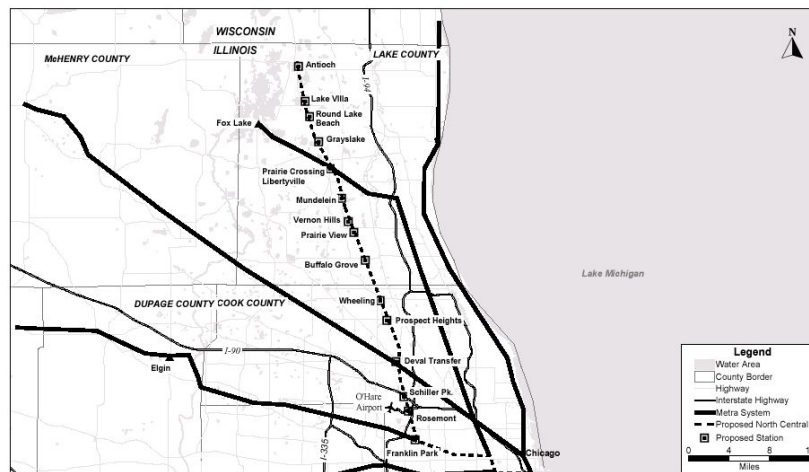 WISCONSIN
ILLINOIS
McHENRY COUNTY
LAKE COUNTY
N
Antioch
I-94
Lake Villa
Round Lake
Beach
Fox Lake
Grayslake
Prairie Crossing
Libertyville
Mundelein
Vernon Hills
Prairie View
Buffalo Grove
Lake Michigan
DUPAGE COUNTY
COOK COUNTY
Wheeling
Prospect Heights
I-90
Deval Transfer
Elgin
Schiller Pk.
O'Hare
Airport
Rosemont
I-335
Franklin Park
Chicago
Legend
Water Area
County Border
Highway
Interstate Highway
Metra System
Proposed North Central
Proposed Station
0 4 8
Miles